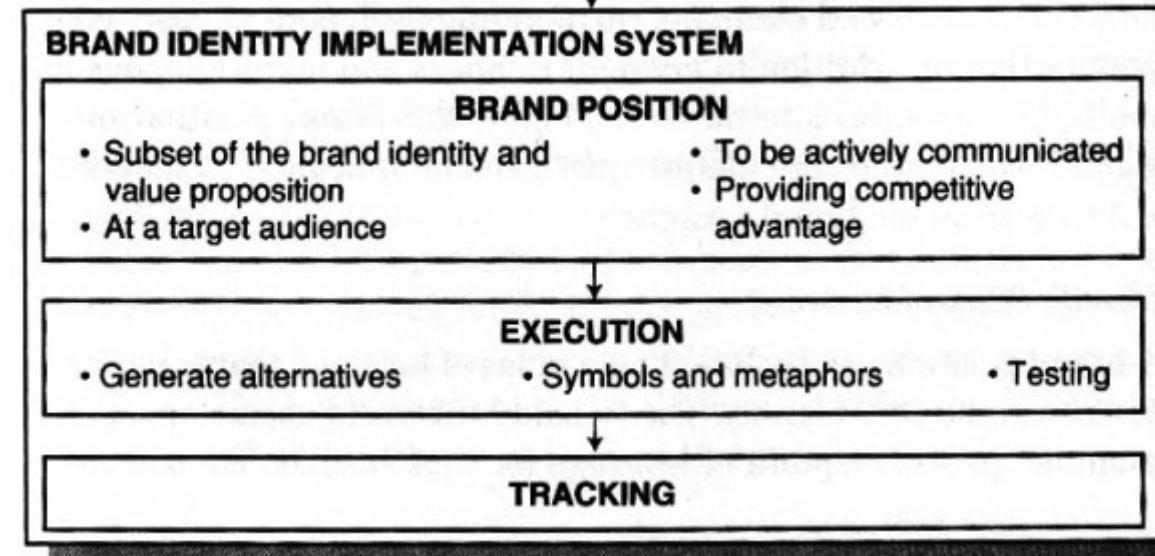 BRAND IDENTITY IMPLEMENTATION SYSTEM
BRAND POSITION
• Subset of the brand identity and
value proposition
• At a target audience
• To be actively communicated
• Providing competitive
advantage
EXECUTION
• Generate alternatives • Symbols and metaphors • Testing
TRACKING